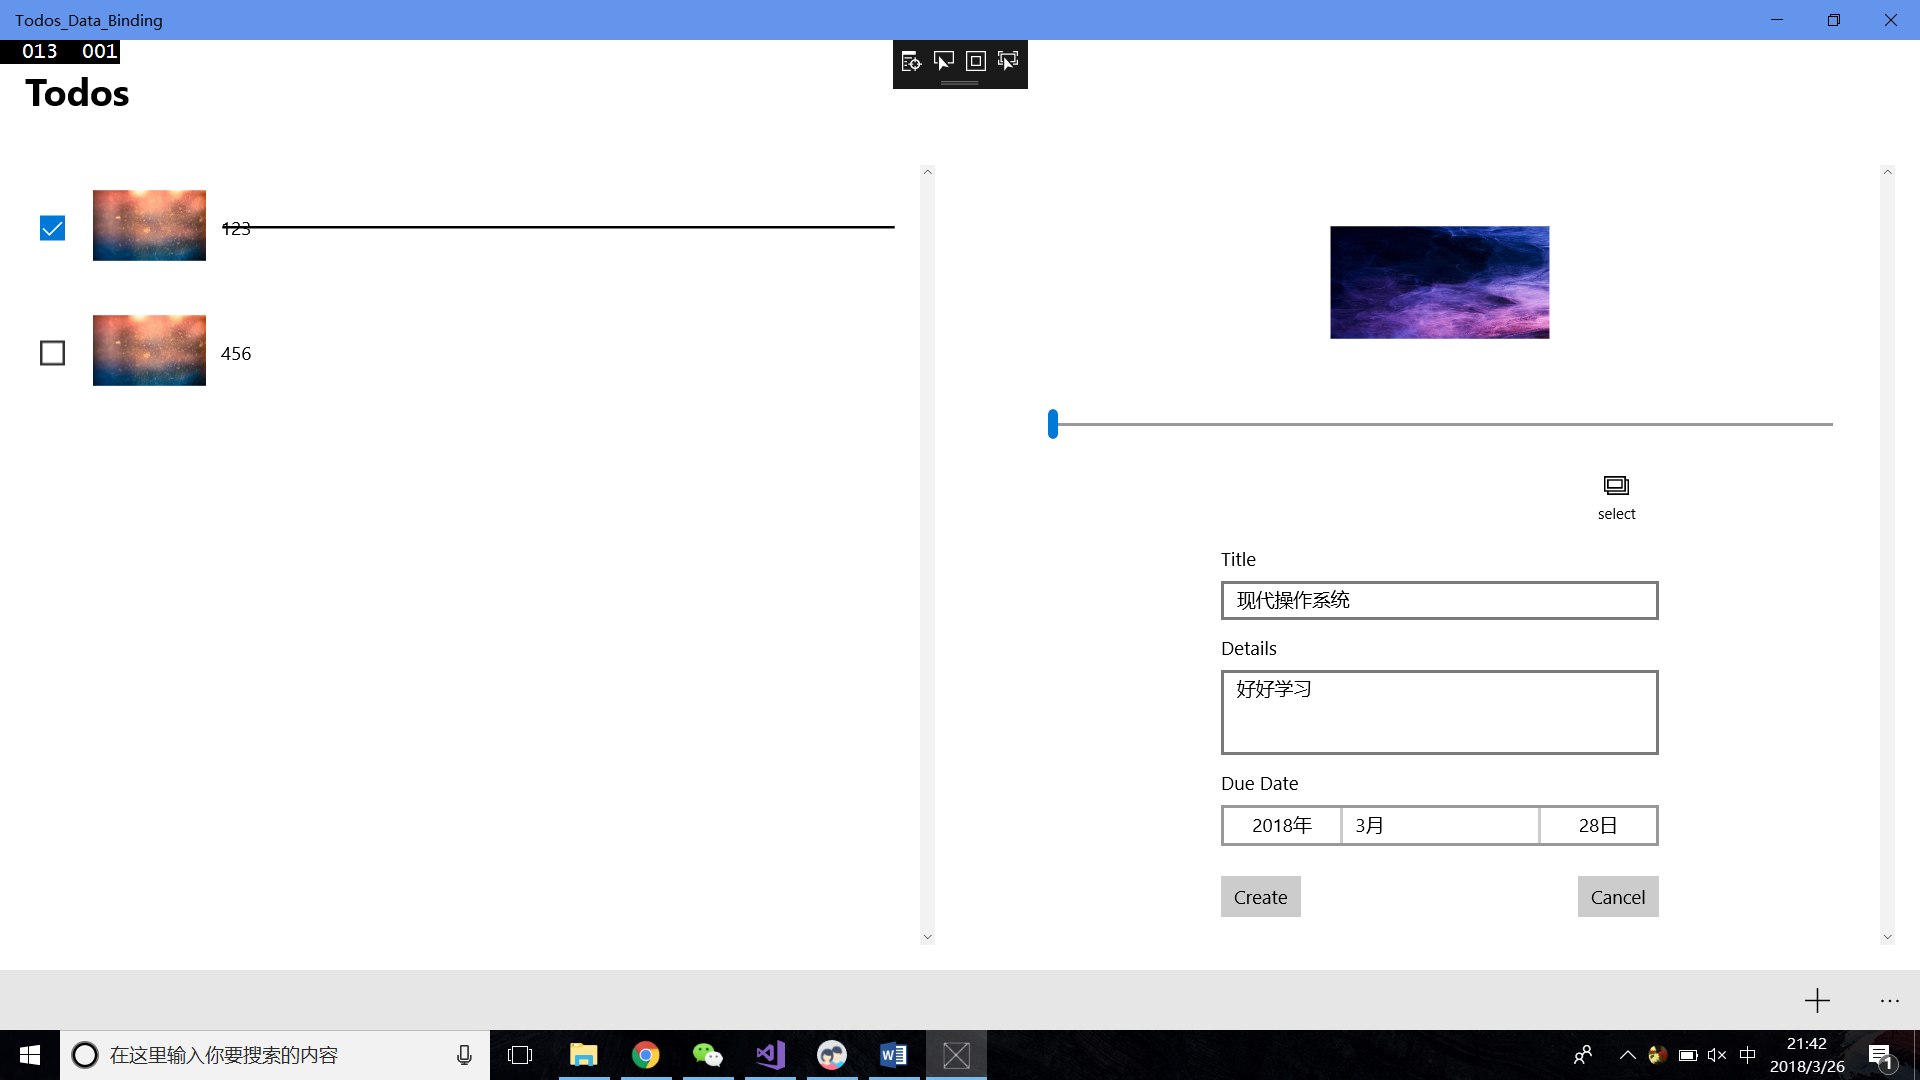 Todos_Data_Binding
013 001
Todos
123
456
select
Title
现代操作系统
Details
好好学习
Due Date
2018年 3月 28日
Create Cancel
在这里输入你要搜索的内容
中
21:42
2018/3/26
1